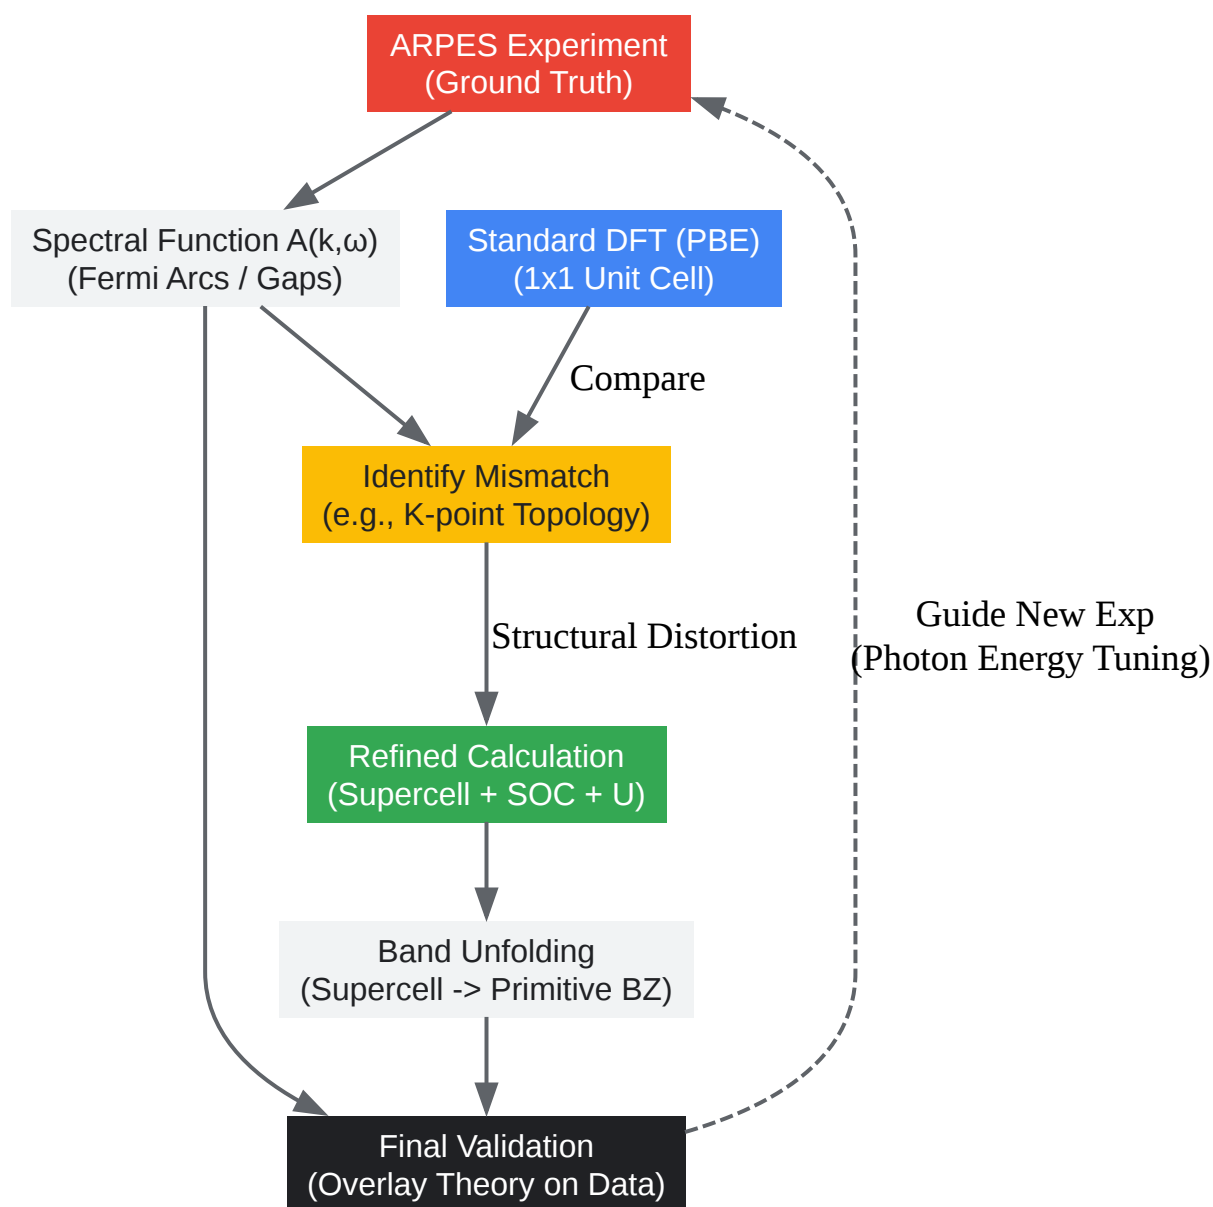 ARPES Experiment
(Ground Truth)
Spectral Function A(k,ω)
(Fermi Arcs / Gaps)
Standard DFT (PBE)
(1x1 Unit Cell)
Compare
Identify Mismatch
(e.g., K-point Topology)
Structural Distortion
Guide New Exp
(Photon Energy Tuning)
Refined Calculation
(Supercell + SOC + U)
Band Unfolding
(Supercell -> Primitive BZ)
Final Validation
(Overlay Theory on Data)